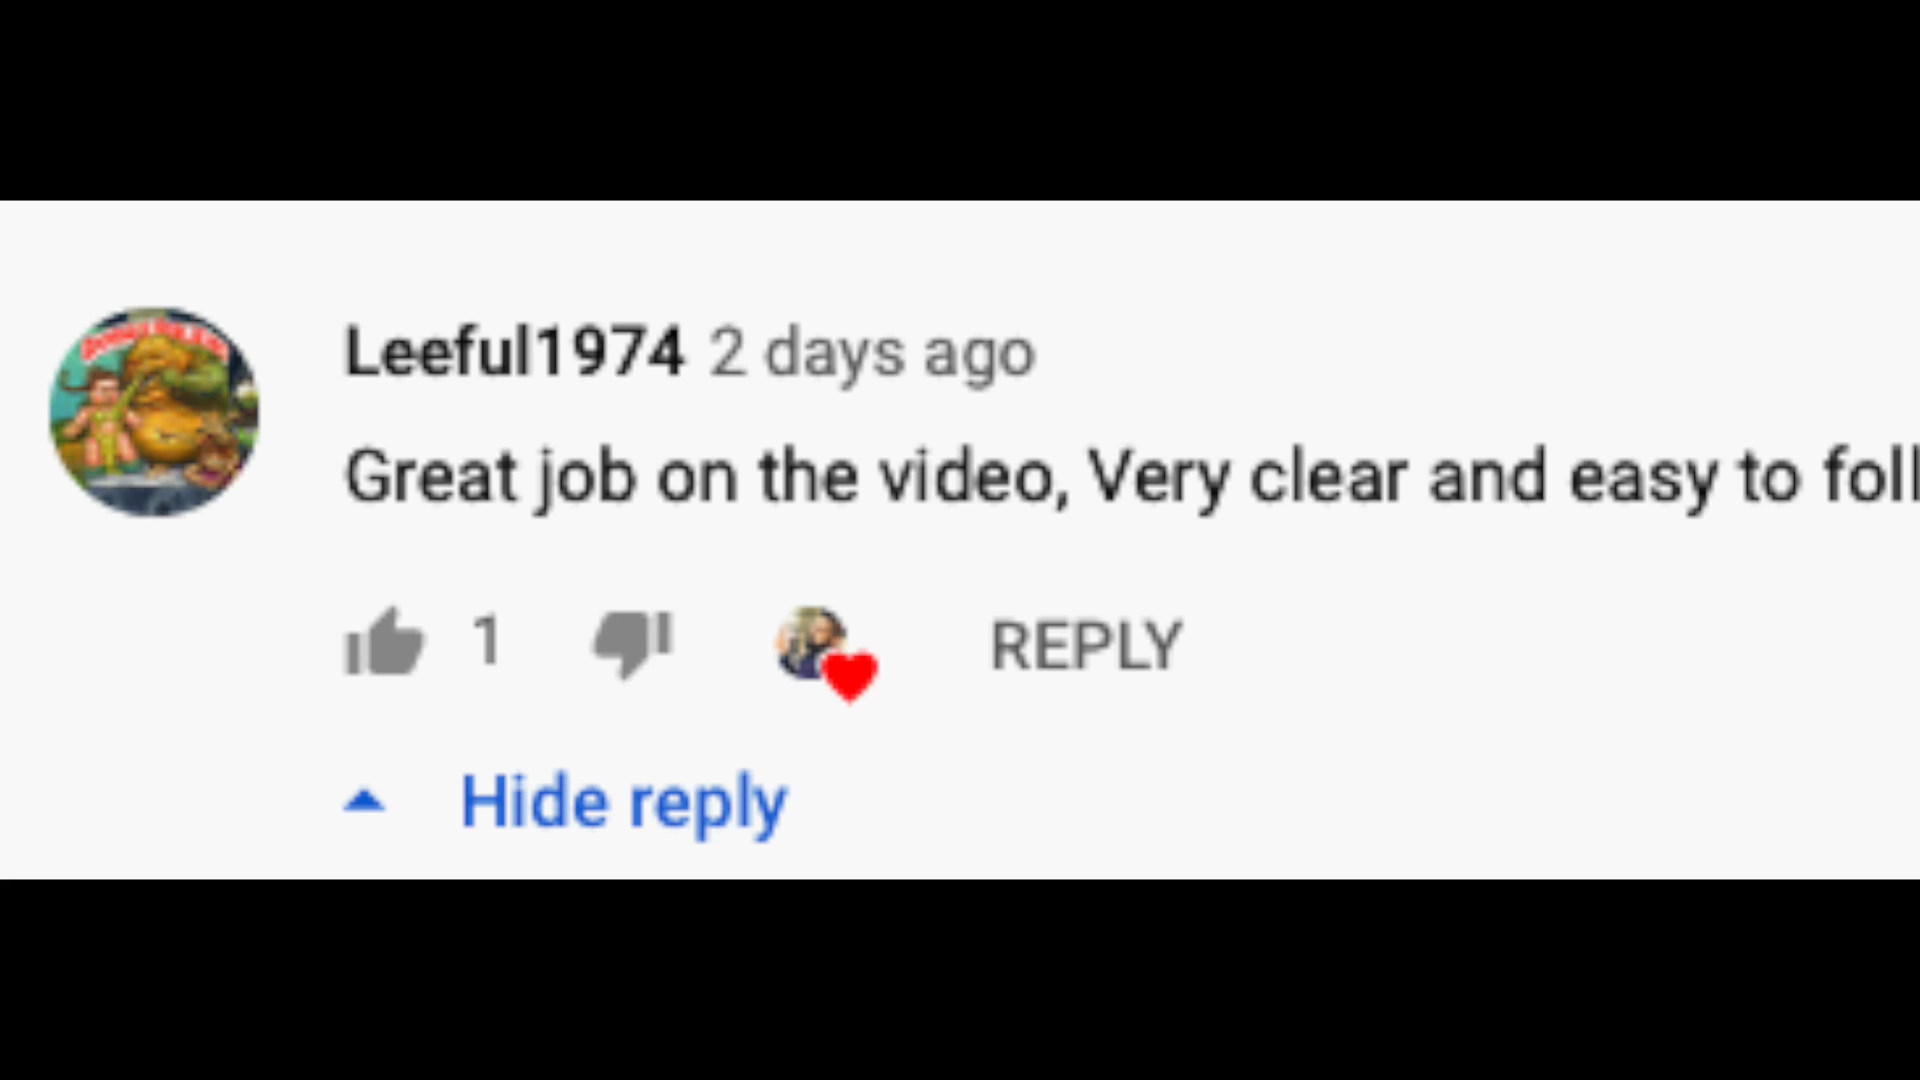 Leeful1974 2 days ago
Great job on the video, Very clear and easy to foll
1 REPLY
Hide reply